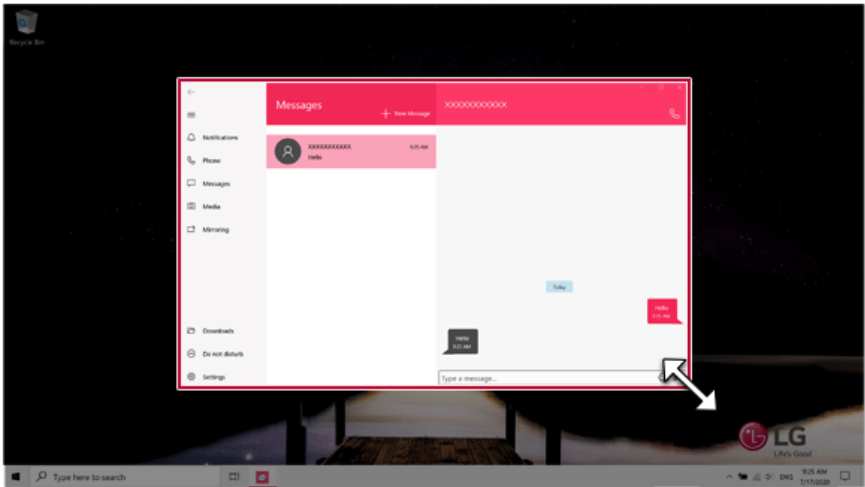 Recycle Bin
Messages
New Message
XXXXXXXXXXX
Notifications
Phone
Messages
Media
Mirroring
Downloads
Do not disturb
Settings
XXXXXXXXXXX
9:25 AM
Hello
Today
Hello
9:25 AM
Hello
9:25 AM
Type a message...
LG
Life's Good
Type here to search
ENG
9:25 AM
7/17/2020